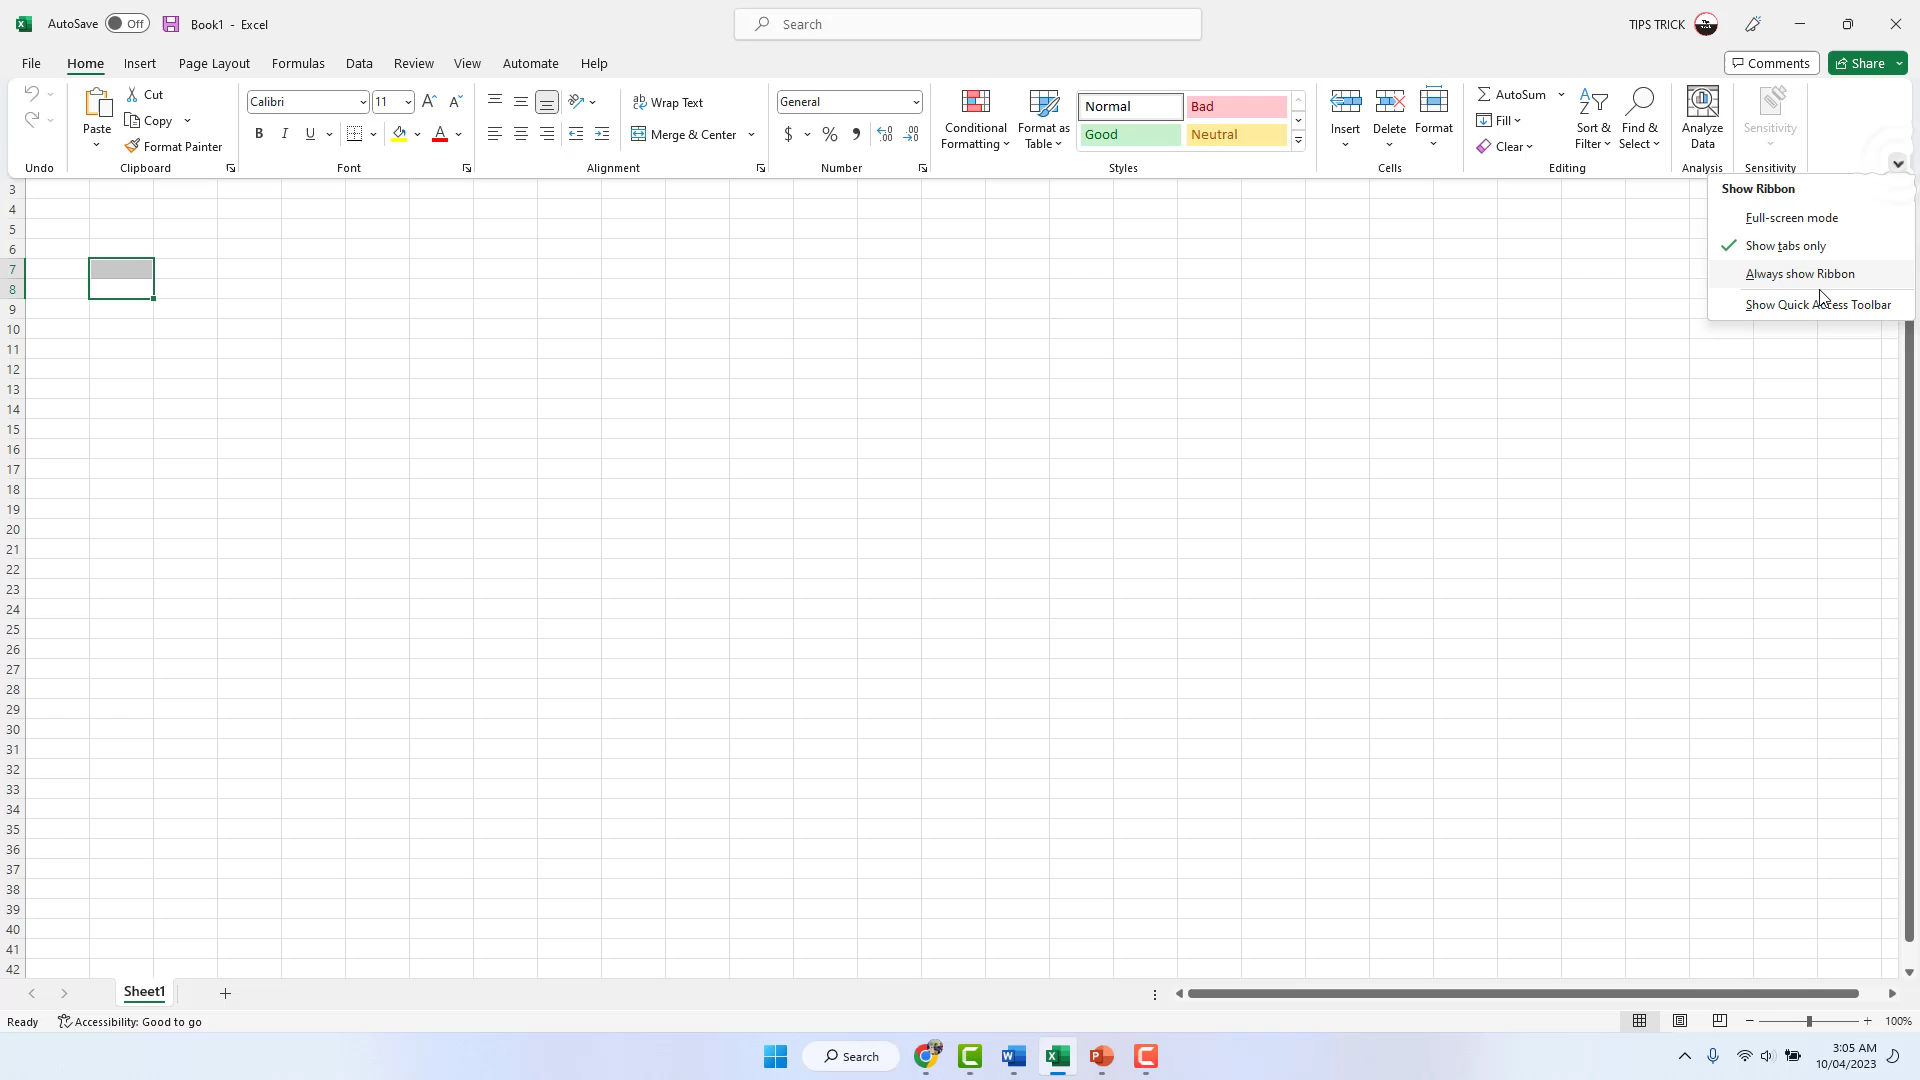 AutoSave Off Book1 - Excel Search TIPS TRICK
File Home Insert Page Layout Formulas Data Review View Automate Help Comments Share
Paste Cut Copy Format Painter
Calibri 11
B I U
Wrap Text
Merge & Center
General
$ % ,
Conditional Formatting
Format as Table
Normal Bad
Good Neutral
Insert Delete Format
AutoSum
Fill
Clear
Sort & Filter
Find & Select
Analyze Data
Sensitivity
Undo Clipboard Font Alignment Number Styles Cells Editing Analysis Sensitivity
Show Ribbon
Full-screen mode
Show tabs only
Always show Ribbon
Show Quick Access Toolbar
3
4
5
6
7
8
9
10
11
12
13
14
15
16
17
18
19
20
21
22
23
24
25
26
27
28
29
30
31
32
33
34
35
36
37
38
39
40
41
42
Sheet1
Ready Accessibility: Good to go 100%
Search
3:05 AM
10/04/2023